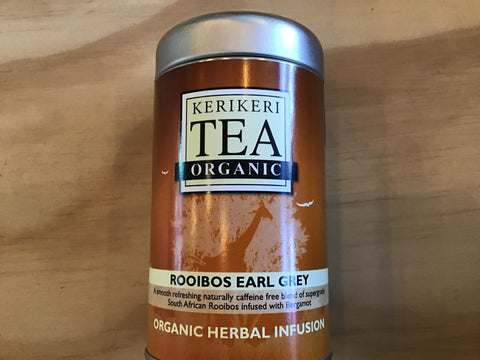 KERIKERI
TEA
ORGANIC
ROOIBOS EARL GREY
A smooth refreshing naturally caffeine free blend of supergrade
South African Rooibos infused with Bergamot
ORGANIC HERBAL INFUSION